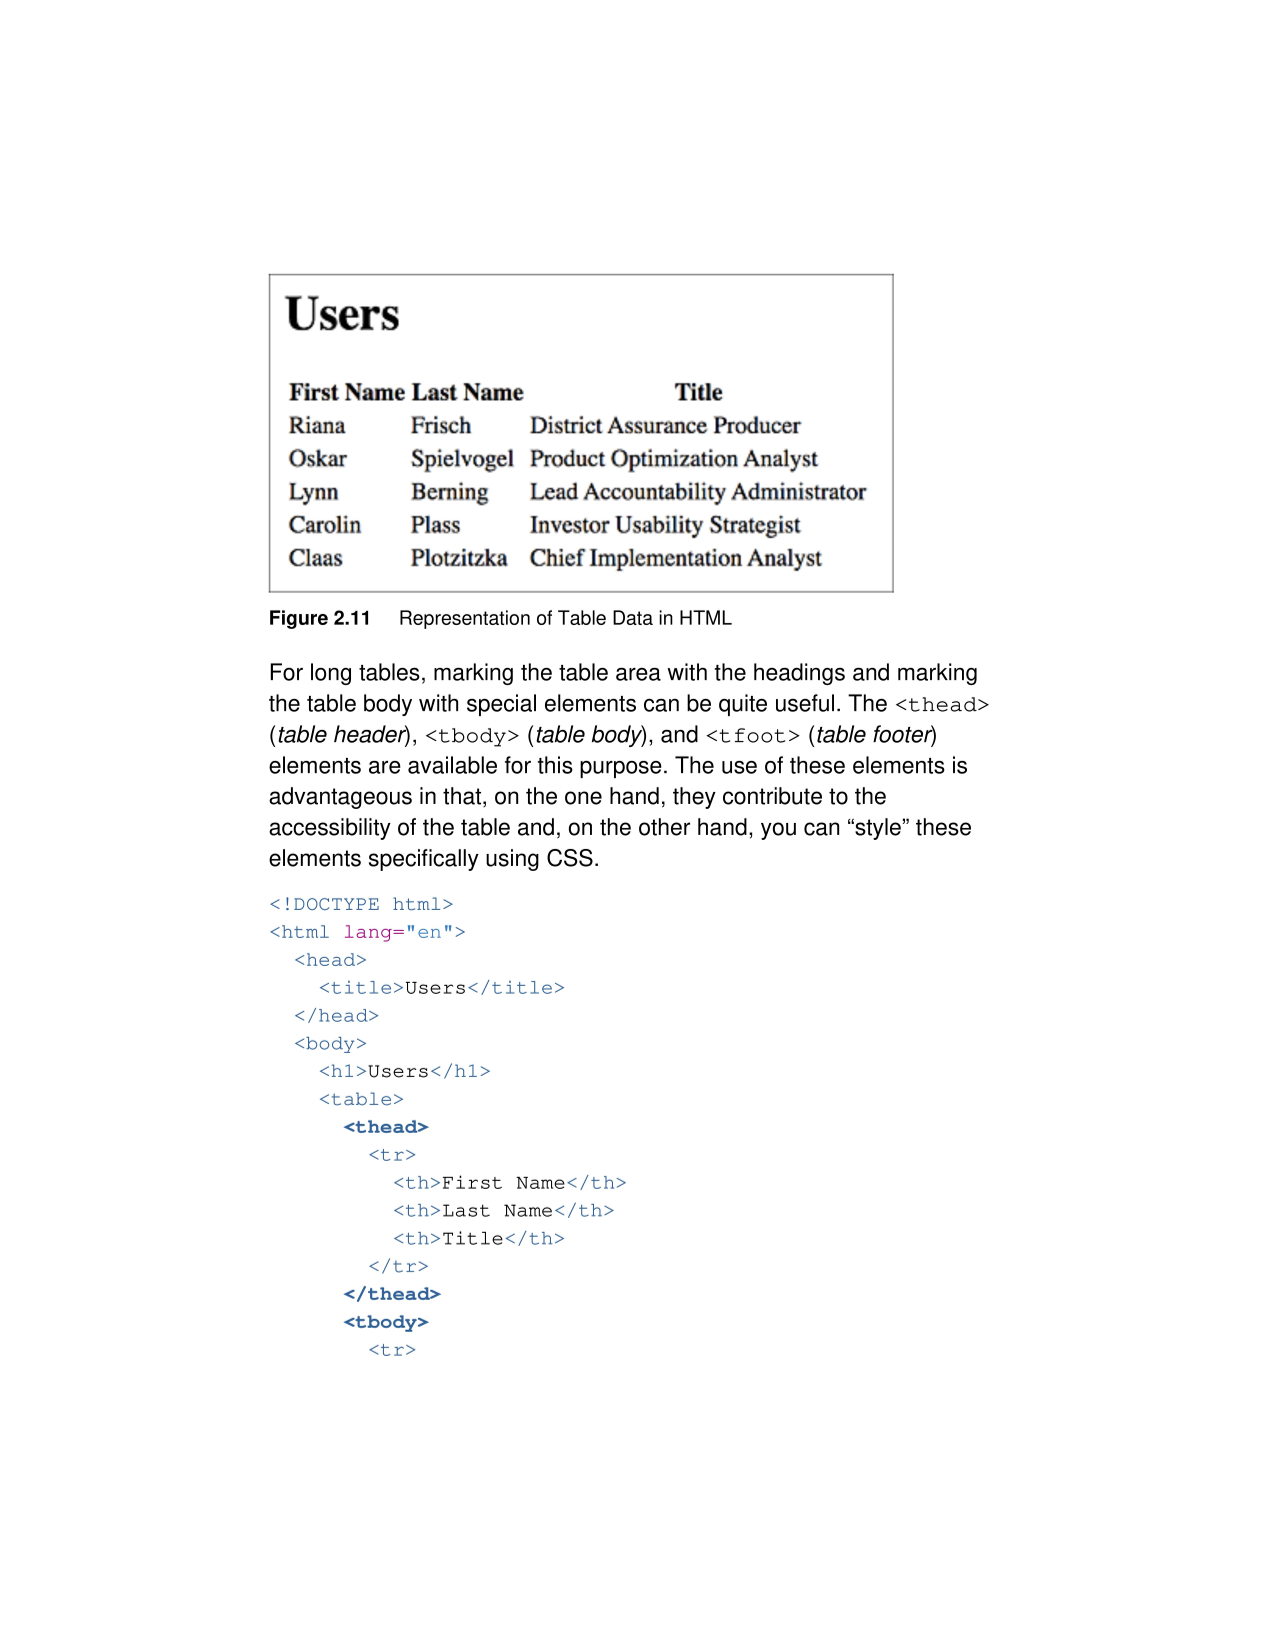 Users
First Name Last Name Title
Riana Frisch District Assurance Producer
Oskar Spielvogel Product Optimization Analyst
Lynn Berning Lead Accountability Administrator
Carolin Plass Investor Usability Strategist
Claas Plotzitzka Chief Implementation Analyst
Figure 2.11 Representation of Table Data in HTML
For long tables, marking the table area with the headings and marking
the table body with special elements can be quite useful. The <thead>
(table header), <tbody> (table body), and <tfoot> (table footer)
elements are available for this purpose. The use of these elements is
advantageous in that, on the one hand, they contribute to the
accessibility of the table and, on the other hand, you can “style” these
elements specifically using CSS.
<!DOCTYPE html>
<html lang="en">
  <head>
    <title>Users</title>
  </head>
  <body>
    <h1>Users</h1>
    <table>
      <thead>
        <tr>
          <th>First Name</th>
          <th>Last Name</th>
          <th>Title</th>
        </tr>
      </thead>
      <tbody>
        <tr>